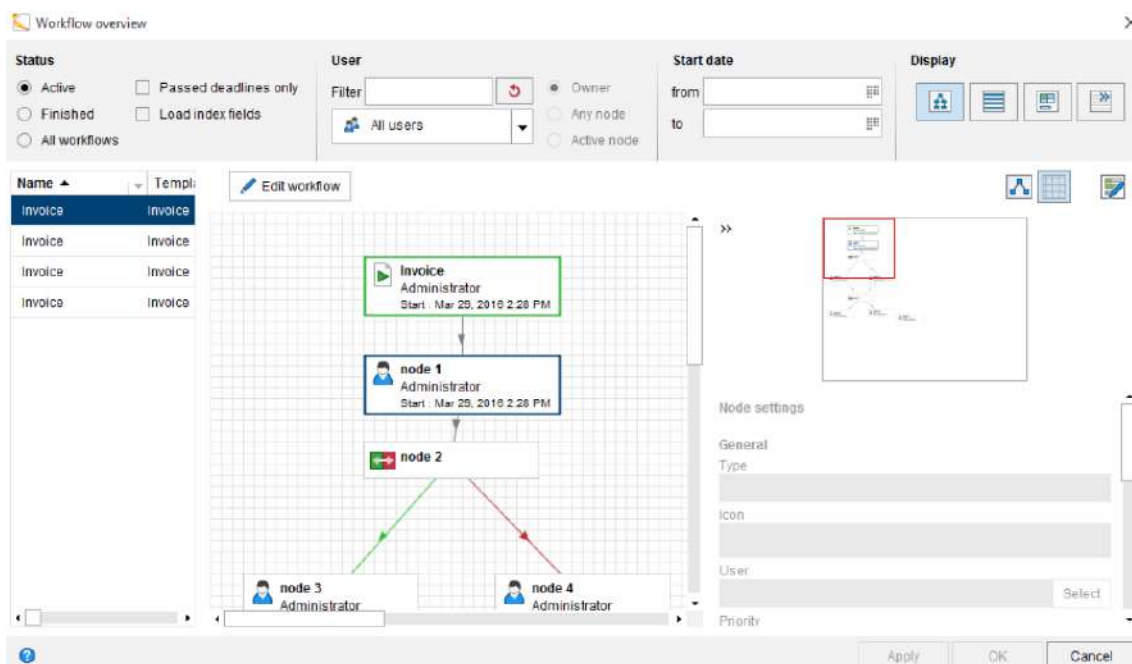 Workflow overview
Status
Active
Passed deadlines only
Finished
Load index fields
All workflows
User
Filter
All users
Owner
Any node
Active node
Start date
from
to
Display
Name
Templa
Edit workflow
Invoice Invoice
Invoice Invoice
Invoice Invoice
Invoice Invoice
Invoice
Administrator
Start : Mar 29, 2016 2:28 PM
node 1
Administrator
Start : Mar 29, 2016 2:28 PM
node 2
node 3
Administrator
node 4
Administrator
Node settings
General
Type
Icon
User
Select
Priority
Apply
OK
Cancel